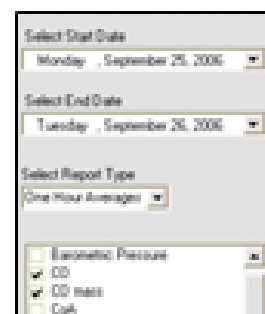 Select Start Date
Monday , September 25, 2006
Select End Date
Tuesday , September 26, 2006
Select Report Type
One Hour Averages
Barometric Pressure
CO
CO mass
CoA